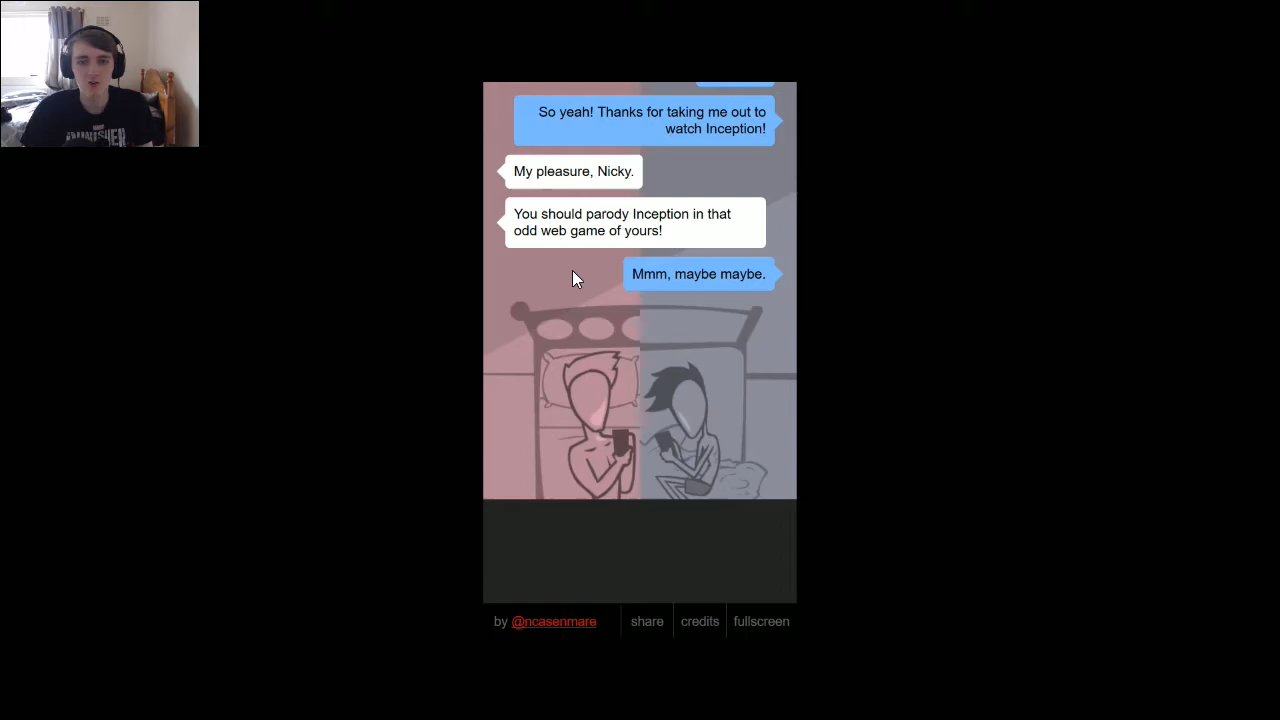 So yeah! Thanks for taking me out to
watch Inception!
My pleasure, Nicky.
You should parody Inception in that
odd web game of yours!
Mmm, maybe maybe.
by @ncasenmare
share
credits
fullscreen